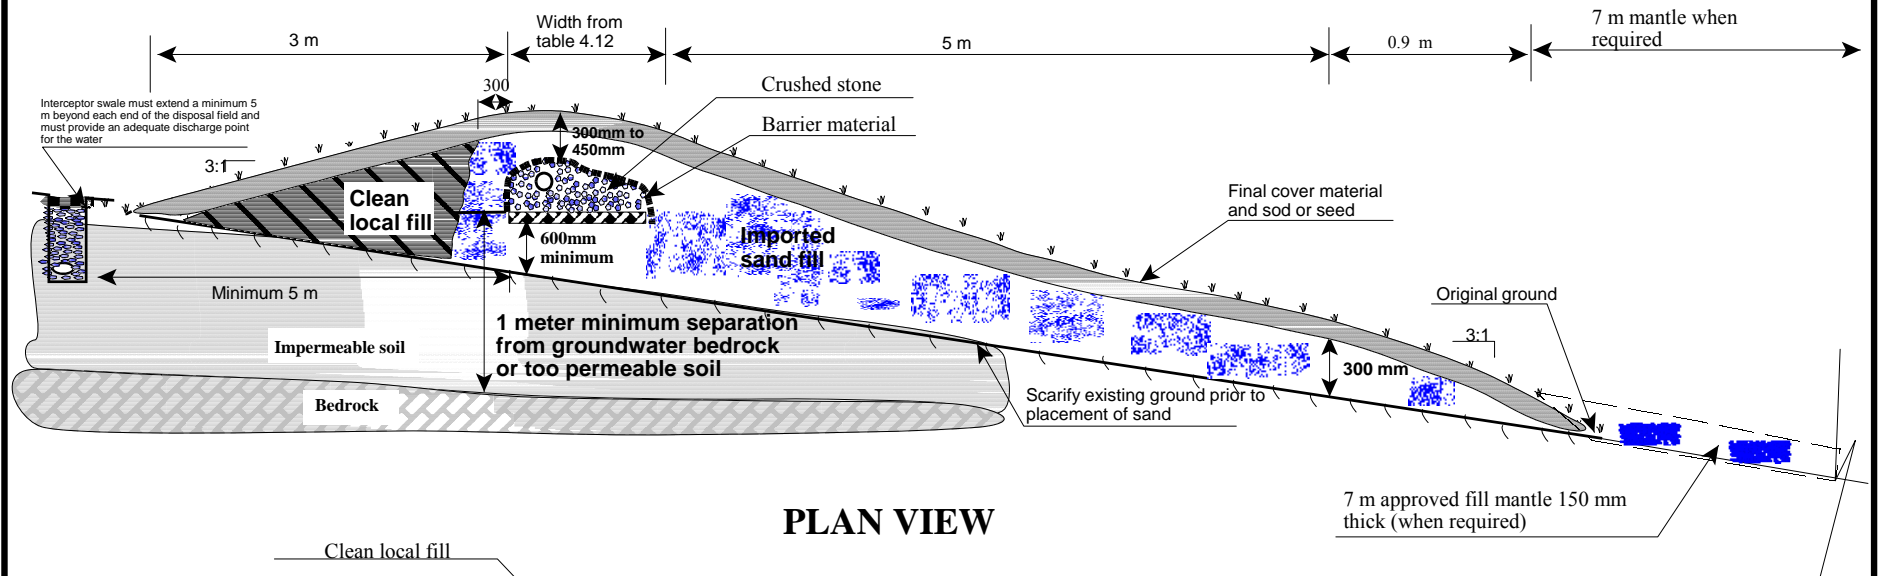 7 m mantle when
required
Width from
table 4.12
3 m
5 m
0.9 m
300
Crushed stone
Interceptor swale must extend a minimum 5
m beyond each end of the disposal field and
must provide an adequate discharge point
for the water
Barrier material
300mm to
450mm
3:1
Clean
local fill
Final cover material
and sod or seed
600mm
minimum
Imported
sand fill
Minimum 5 m
Original ground
1 meter minimum separation
from groundwater bedrock
or too permeable soil
Impermeable soil
3:1
300 mm
Scarify existing ground prior to
placement of sand
Bedrock
7 m approved fill mantle 150 mm
thick (when required)
PLAN VIEW
Clean local fill